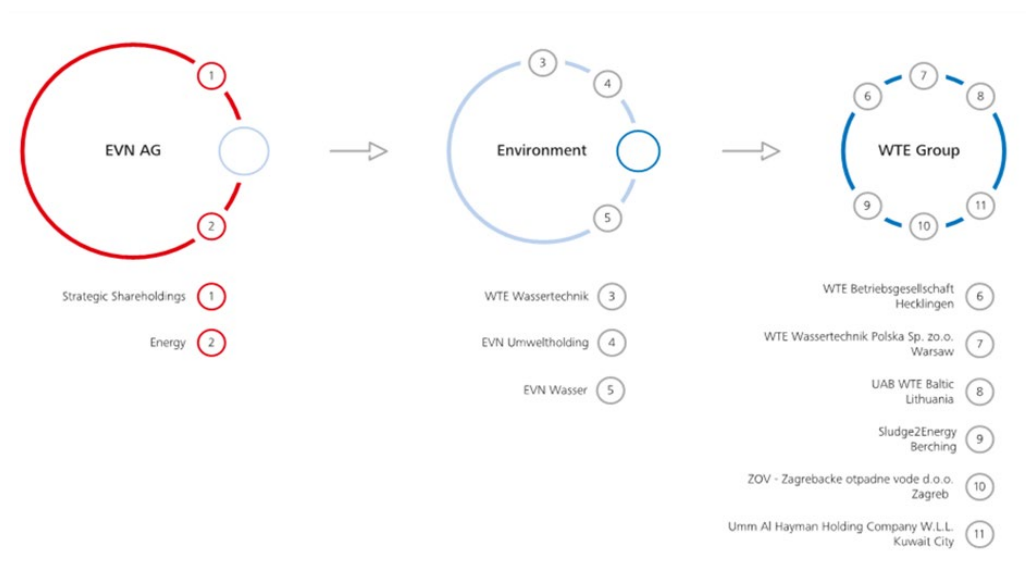 1
3
4
7
6
8
EVN AG
Environment
WTE Group
2
5
9
10
11
Strategic Shareholdings 1
Energy 2
WTE Wassertechnik 3
EVN Umweltholding 4
EVN Wasser 5
WTE Betriebsgesellschaft
Hecklingen 6
WTE Wassertechnik Polska Sp. zo.o.
Warsaw 7
UAB WTE Baltic
Lithuania 8
Sludge2Energy
Berching 9
ZOV - Zagrebacke otpadne vode d.o.o.
Zagreb 10
Umm Al Hayman Holding Company W.L.L.
Kuwait City 11